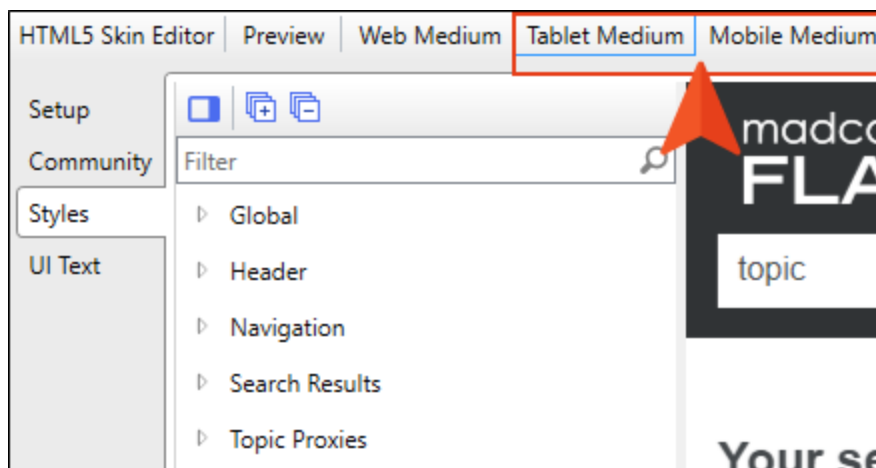 HTML5 Skin Editor Preview Web Medium Tablet Medium Mobile Medium
Setup
Community
Styles
UI Text
Filter
Global
Header
Navigation
Search Results
Topic Proxies
topic
Your